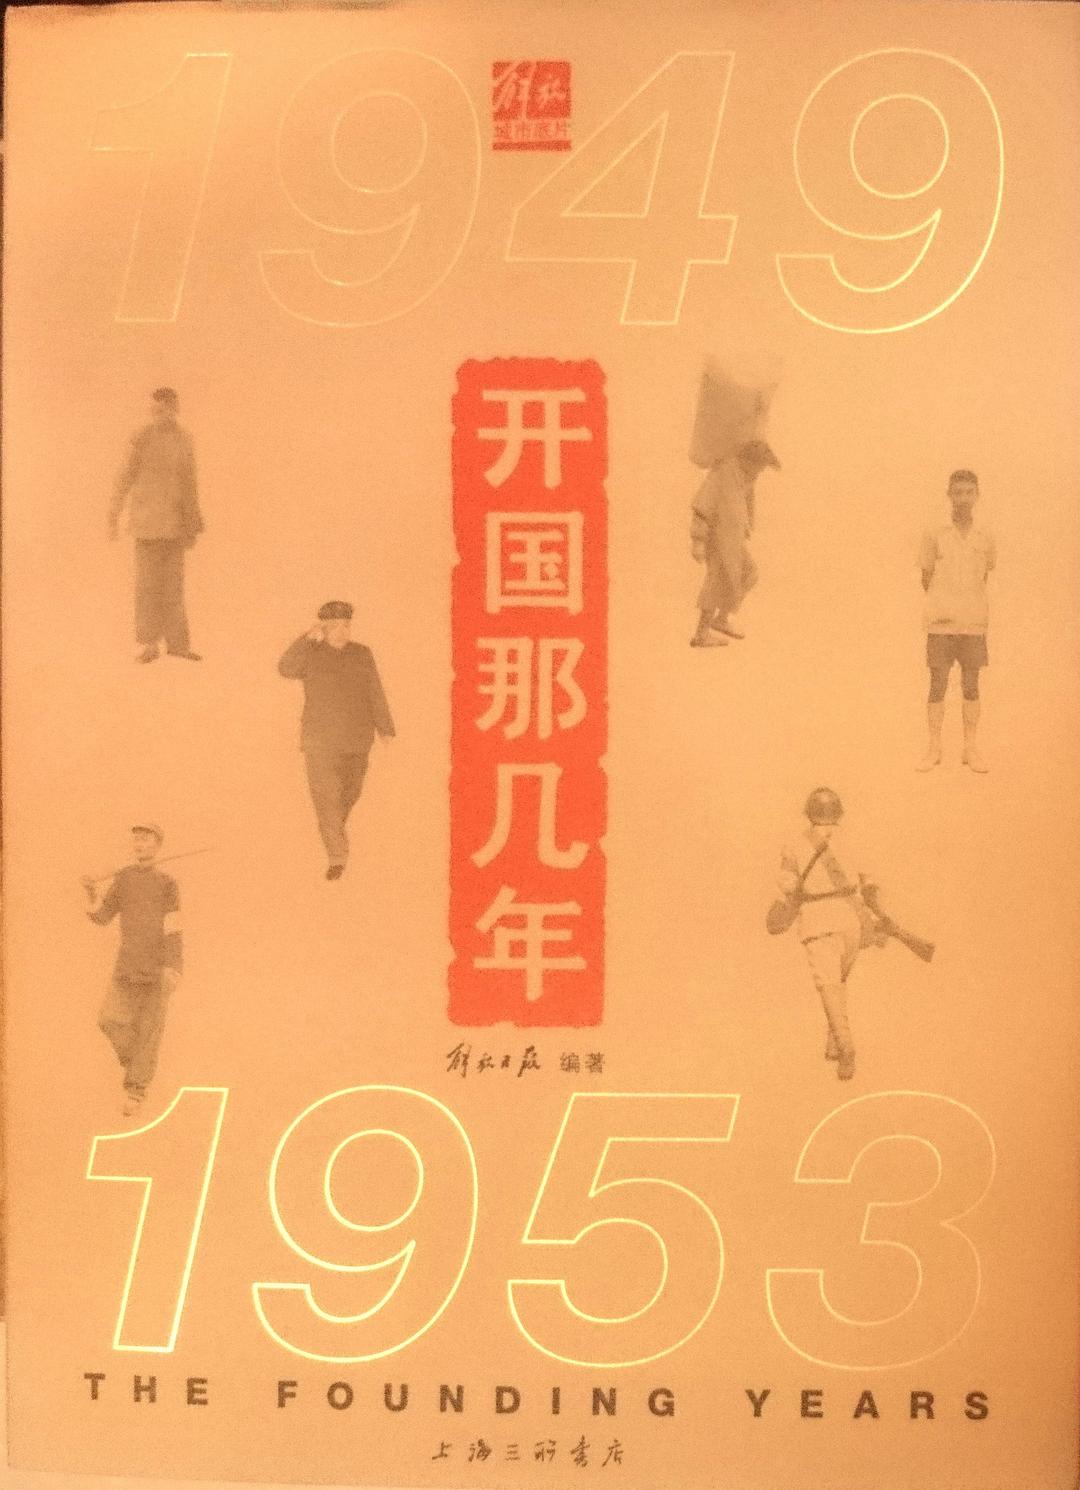 1949
解放
城市底片
开国那几年
解放日报 编著
1953
THE FOUNDING YEARS
上海三联书店